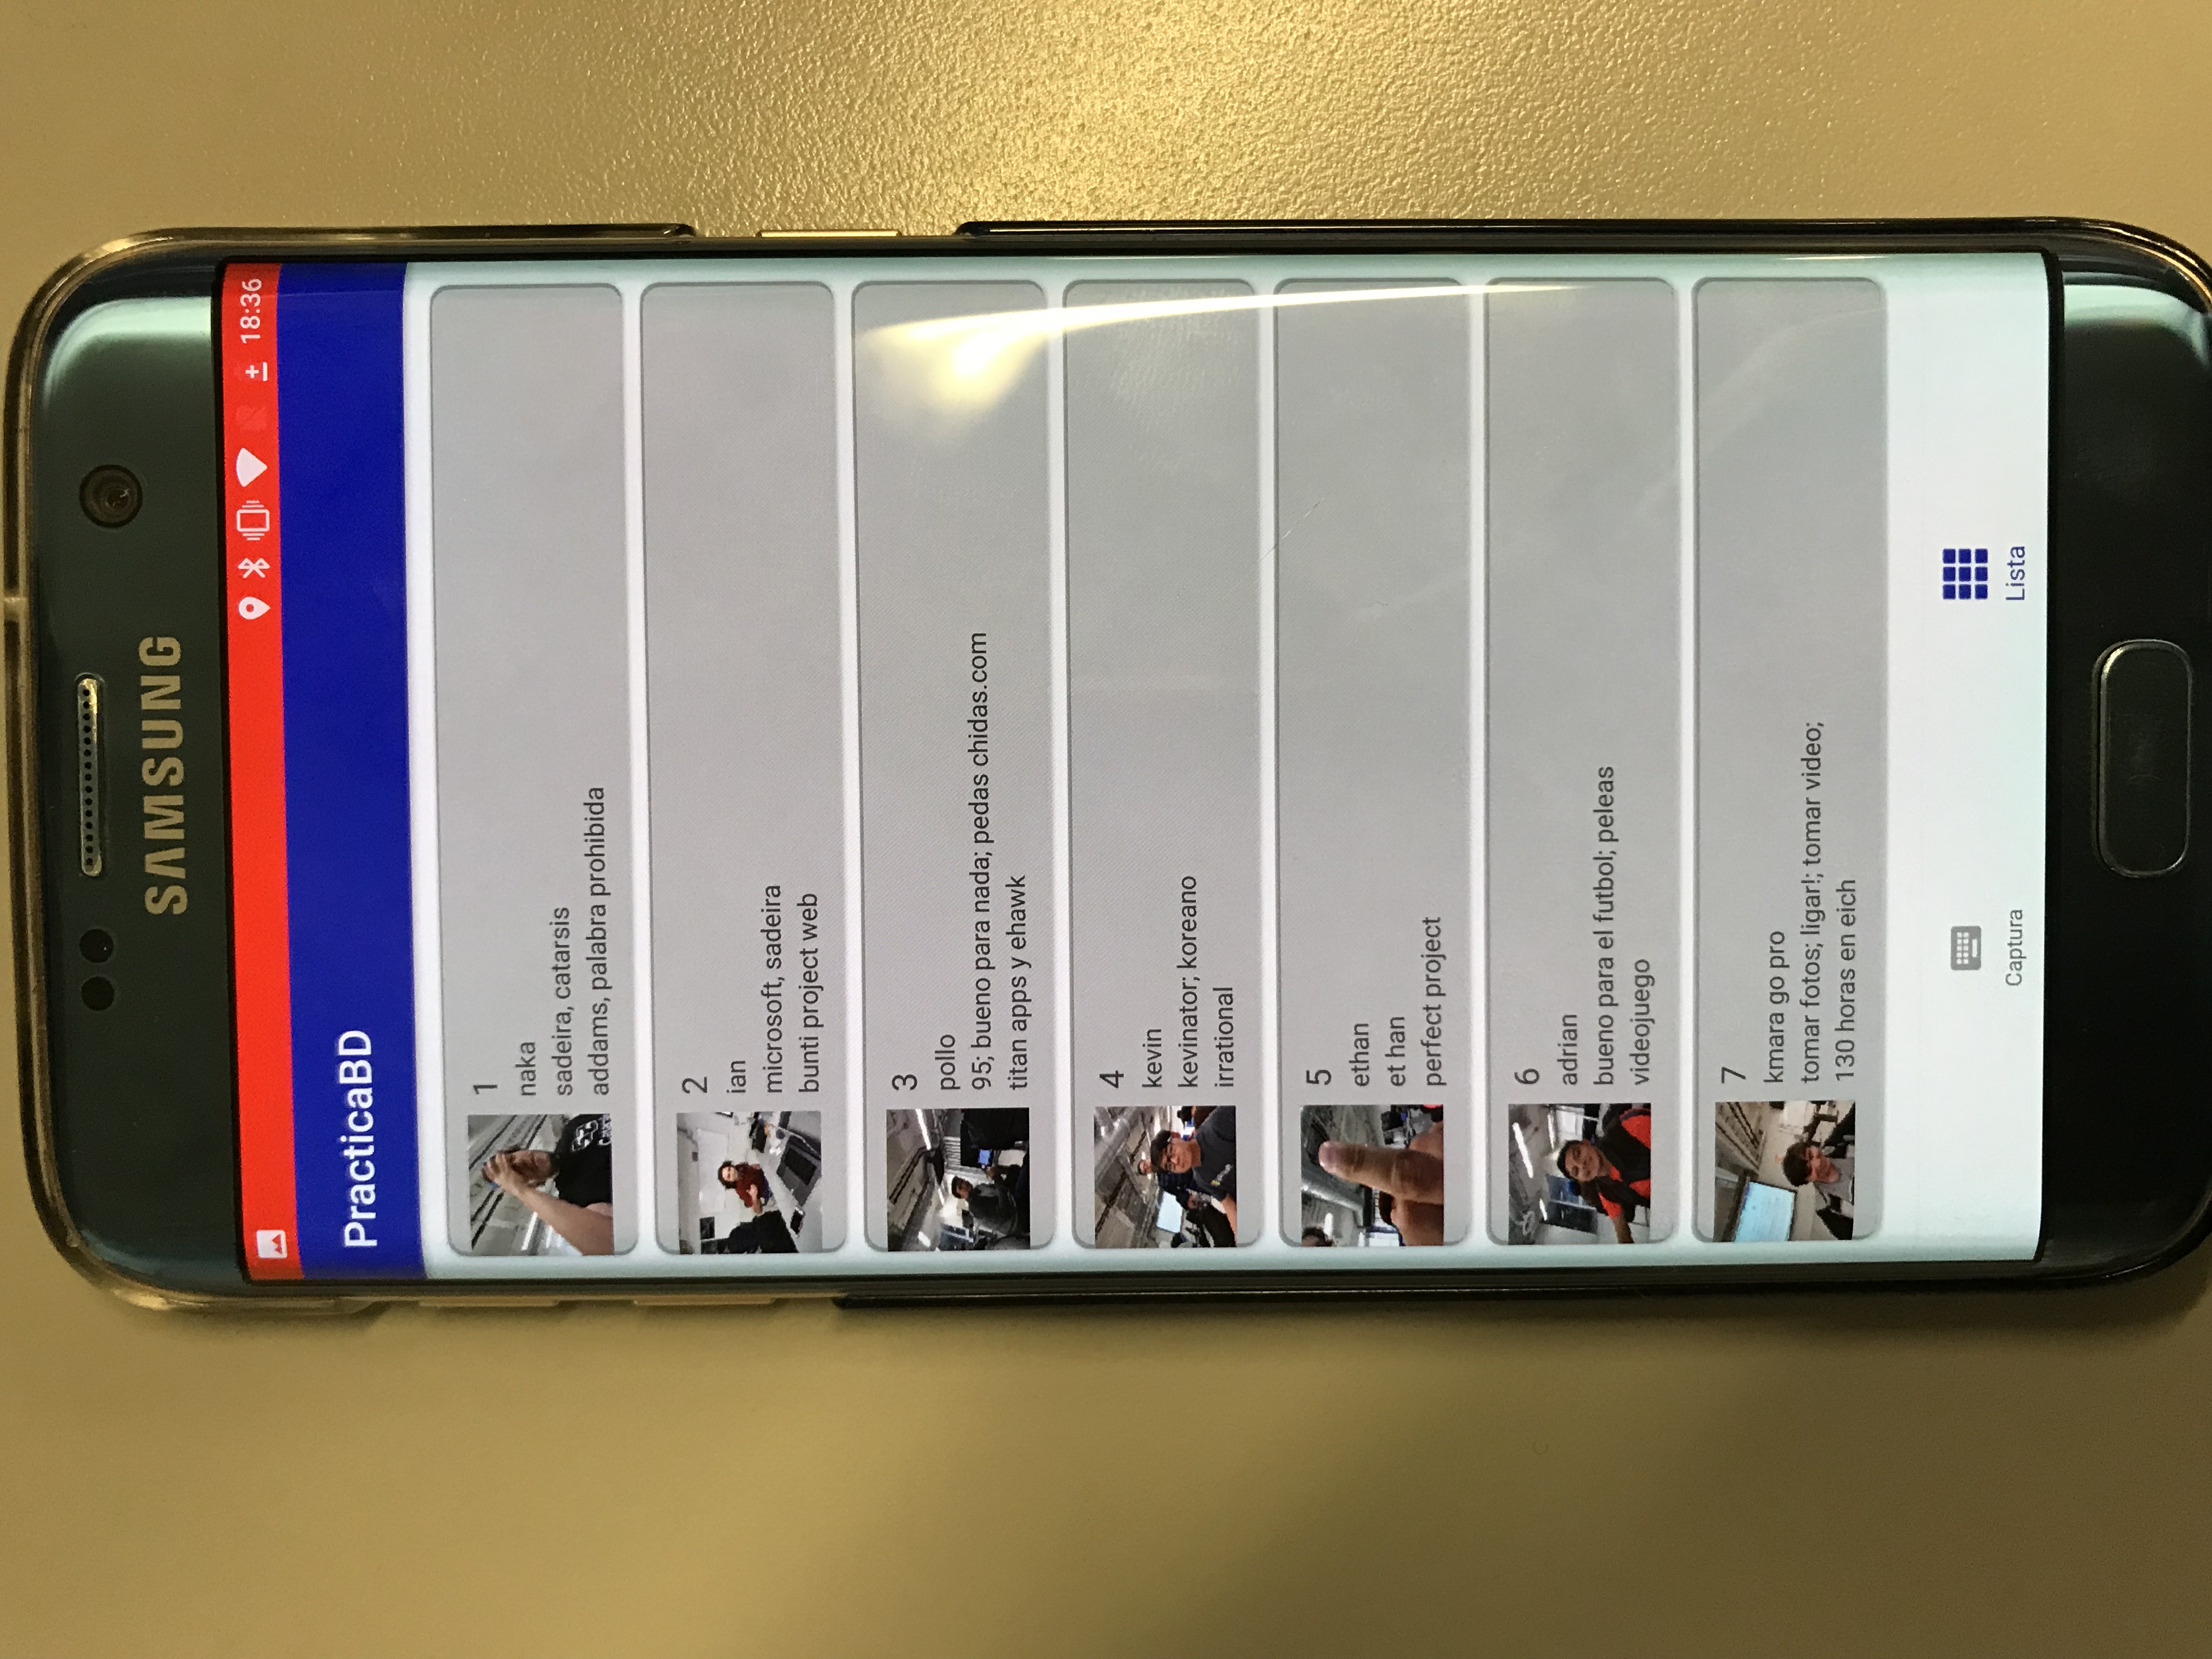 SAMSUNG
18:36
PracticaBD
1
naka
sadeira, catarsis
addams, palabra prohibida
2
ian
microsoft, sadeira
bunti project web
3
pollo
95; bueno para nada; pedas chidas.com
titan apps y ehawk
4
kevin
kevinator; koreano
irrational
5
ethan
et han
perfect project
6
adrian
bueno para el futbol; peleas
videojuego
7
kmara go pro
tomar fotos; ligar!; tomar video;
130 horas en eich
Captura
Lista